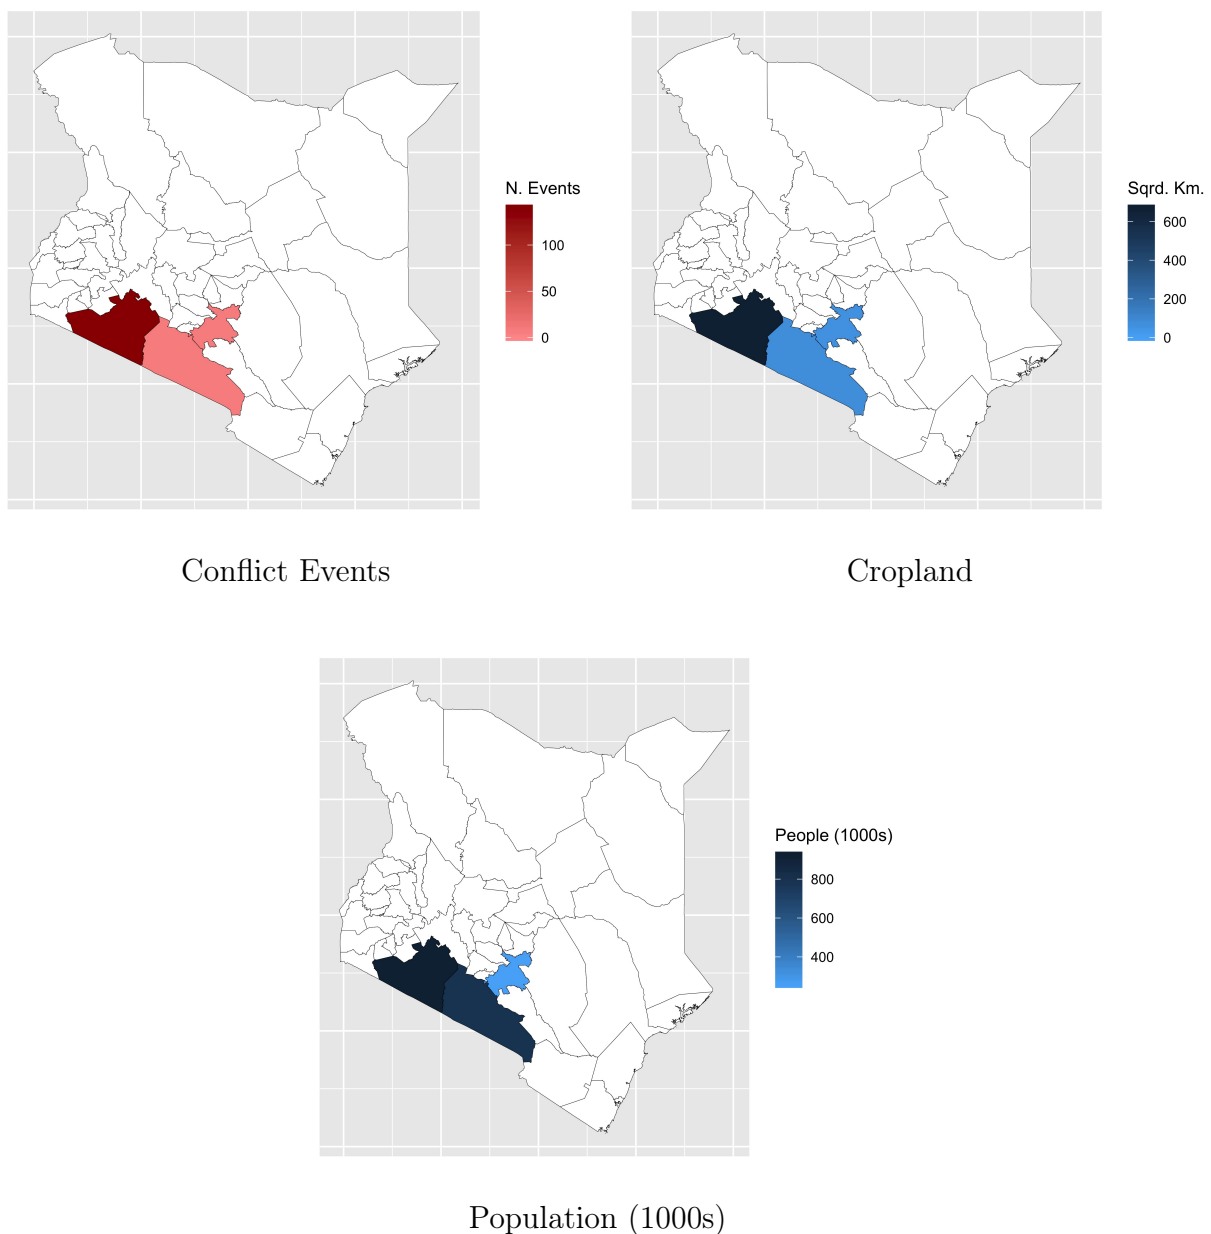 N. Events
100
50
0
Conflict Events
Sqrd. Km.
600
400
200
0
Cropland
People (1000s)
800
600
400
Population (1000s)